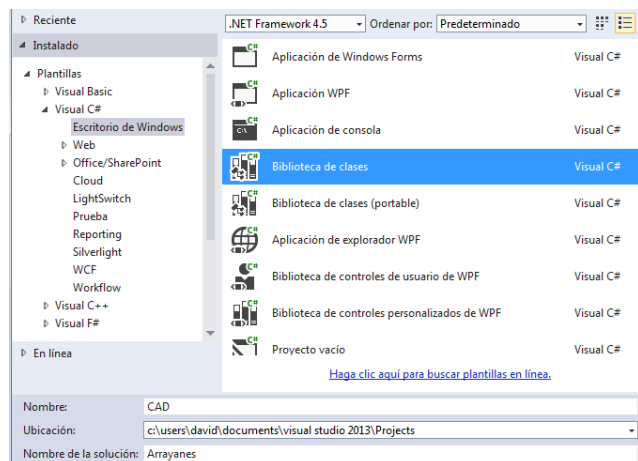 Reciente
.NET Framework 4.5 Ordenar por: Predeterminado
Instalado
Plantillas
Visual Basic
Visual C#
Escritorio de Windows
Web
Office/SharePoint
Cloud
LightSwitch
Prueba
Reporting
Silverlight
WCF
Workflow
Visual C++
Visual F#
En línea
C# Aplicación de Windows Forms Visual C#
C# Aplicación WPF Visual C#
C# C:\ Aplicación de consola Visual C#
C# Biblioteca de clases Visual C#
C# Biblioteca de clases (portable) Visual C#
C# Aplicación de explorador WPF Visual C#
C# Biblioteca de controles de usuario de WPF Visual C#
C# Biblioteca de controles personalizados de WPF Visual C#
C# Proyecto vacío Visual C#
Haga clic aquí para buscar plantillas en línea.
Nombre: CAD
Ubicación: c:\users\david\documents\visual studio 2013\Projects
Nombre de la solución: Arrayanes